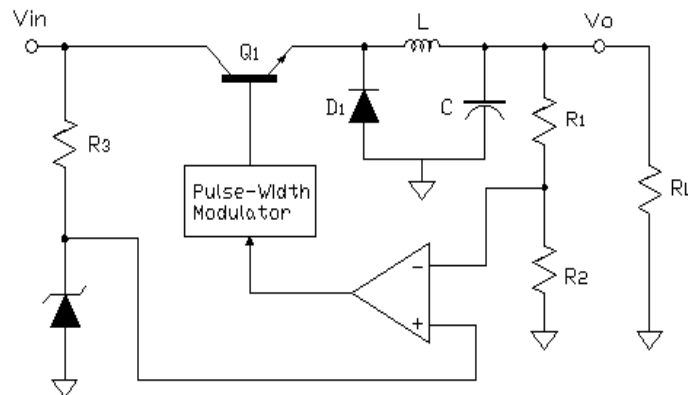 Vin
Q1
L
Vo
D1
C
R1
R3
RL
Pulse-Width
Modulator
R2
−
+